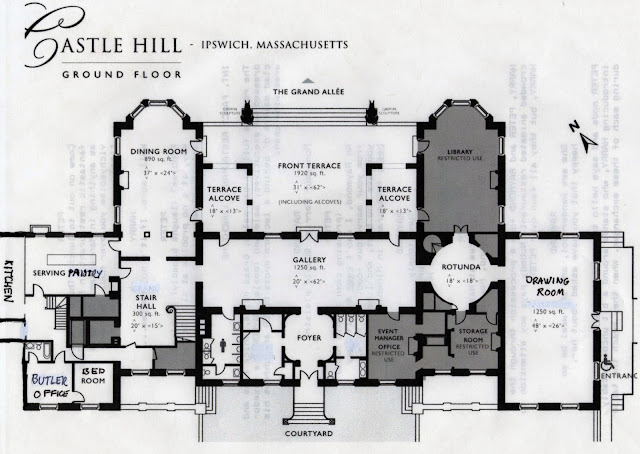 CASTLE HILL - IPSWICH, MASSACHUSETTS
GROUND FLOOR
THE GRAND ALLÉE
GRIFFIN
SCULPTURE
GRIFFIN
SCULPTURE
N
DINING ROOM
890 sq. ft.
37" x <24">
FRONT TERRACE
1920 sq. ft.
31" x <62">
(INCLUDING ALCOVES)
LIBRARY
RESTRICTED USE
TERRACE
ALCOVE
18" x <13">
TERRACE
ALCOVE
18" x <13">
KITCHEN
SERVING PANTRY
GALLERY
1250 sq. ft.
20" x <62">
ROTUNDA
18" x <18">
DRAWING
ROOM
1250 sq. ft.
48" x <26">
STAIR
HALL
300 sq. ft.
20" x <15">
FOYER
EVENT
MANAGER
OFFICE
RESTRICTED
USE
STORAGE
ROOM
RESTRICTED
USE
BUTLER
OFFICE
BED
ROOM
ENTRANC
COURTYARD